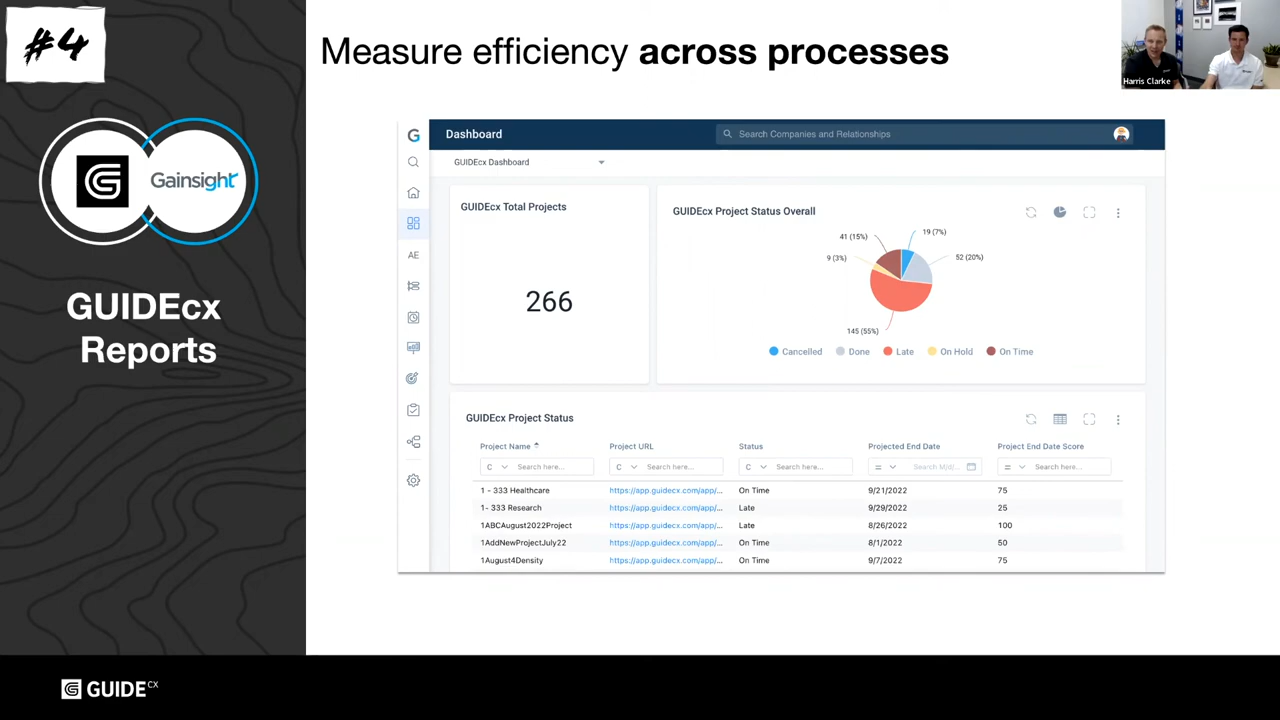 #4
Measure efficiency across processes
Harris Clarke
G
Gainsight
GUIDEcx
Reports
G
Dashboard
Search Companies and Relationships
GUIDEcx Dashboard
AE
GUIDEcx Total Projects
266
GUIDEcx Project Status Overall
41 (15%)
19 (7%)
9 (3%)
52 (20%)
145 (55%)
Cancelled Done Late On Hold On Time
GUIDEcx Project Status
Project Name Project URL Status Projected End Date Project End Date Score
C Search here... C Search here... C Search here... = Search M/d/... = Search here...
1 - 333 Healthcare https://app.guidecx.com/app/... On Time 9/21/2022 75
1- 333 Research https://app.guidecx.com/app/... Late 9/29/2022 25
1ABCAugust2022Project https://app.guidecx.com/app/... Late 8/26/2022 100
1AddNewProjectJuly22 https://app.guidecx.com/app/... On Time 8/1/2022 50
1August4Density https://app.guidecx.com/app/... On Time 9/7/2022 75
G GUIDE CX